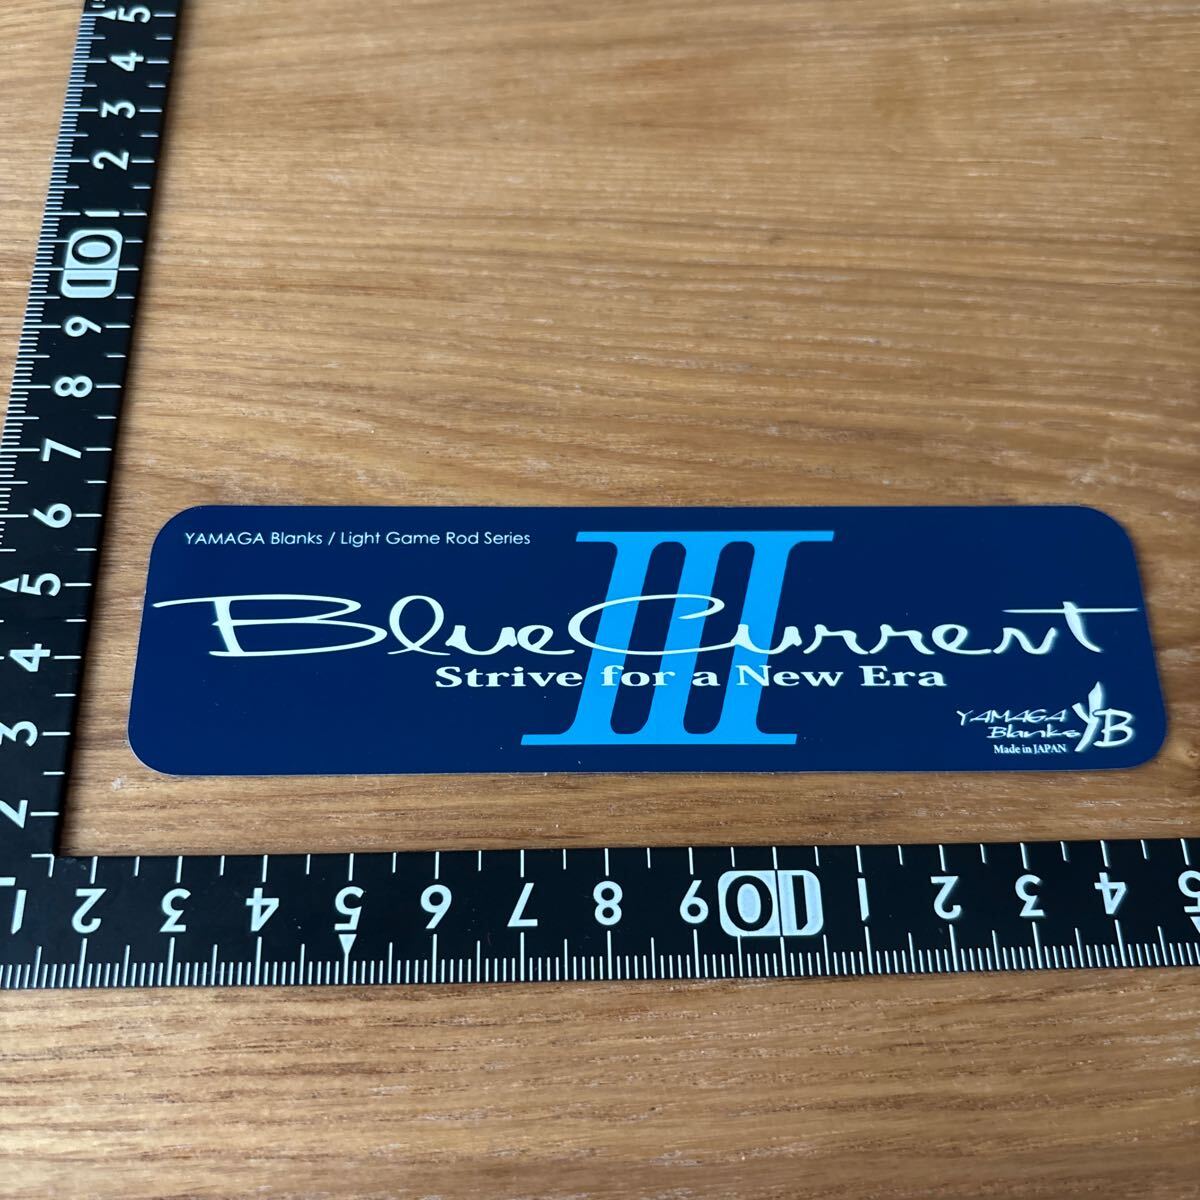 YAMAGA Blanks / Light Game Rod Series
III
BlueCurrent
Strive for a New Era
YAMAGA
Blanks
YB
Made in JAPAN
5
4
3
2
1
10
9
8
7
6
5
4
3
2
1 2 3 4 5 6 7 8 9 10 1 2 3 4 5